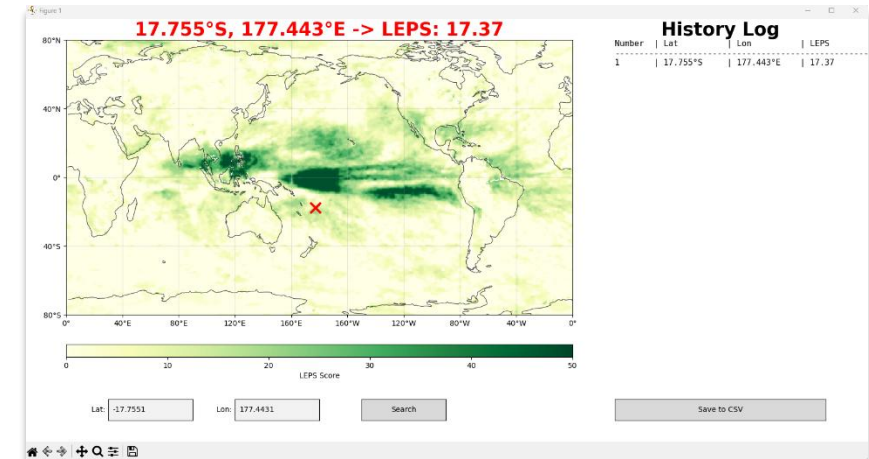 Figure 1
17.755°S, 177.443°E -> LEPS: 17.37
History Log
Number | Lat | Lon | LEPS
1 | 17.755°S | 177.443°E | 17.37
80°N
40°N
0°
40°S
80°S
0° 40°E 80°E 120°E 160°E 160°W 120°W 80°W 40°W 0°
0 10 20 30 40 50
LEPS Score
Lat: -17.7551 Lon: 177.4431 Search Save to CSV